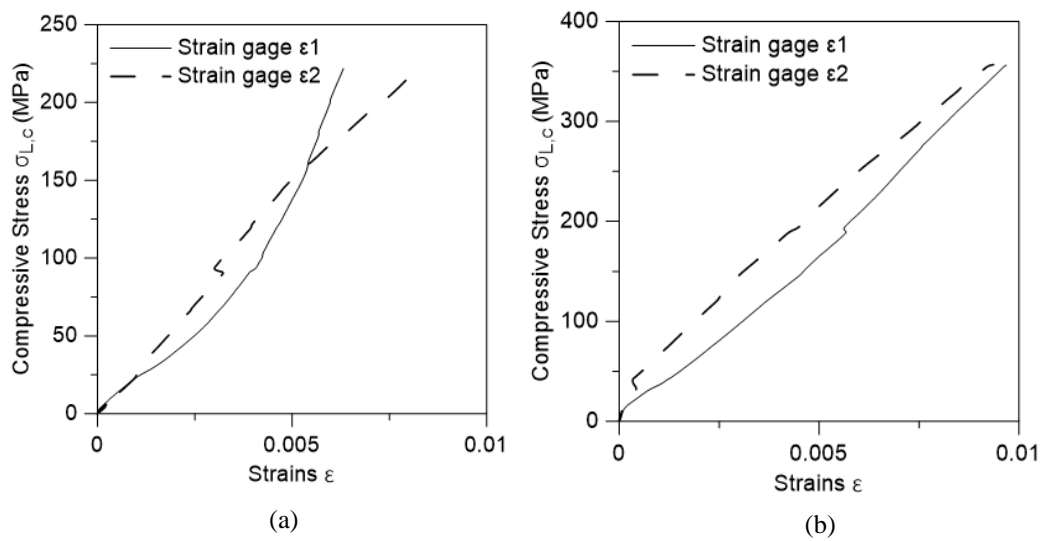 250
200
150
100
50
0
Compressive Stress σL,c (MPa)
Strain gage ε1
Strain gage ε2
0
0.005
0.01
Strains ε
(a)
400
300
200
100
0
Compressive Stress σL,c (MPa)
Strain gage ε1
Strain gage ε2
0
0.005
0.01
Strains ε
(b)